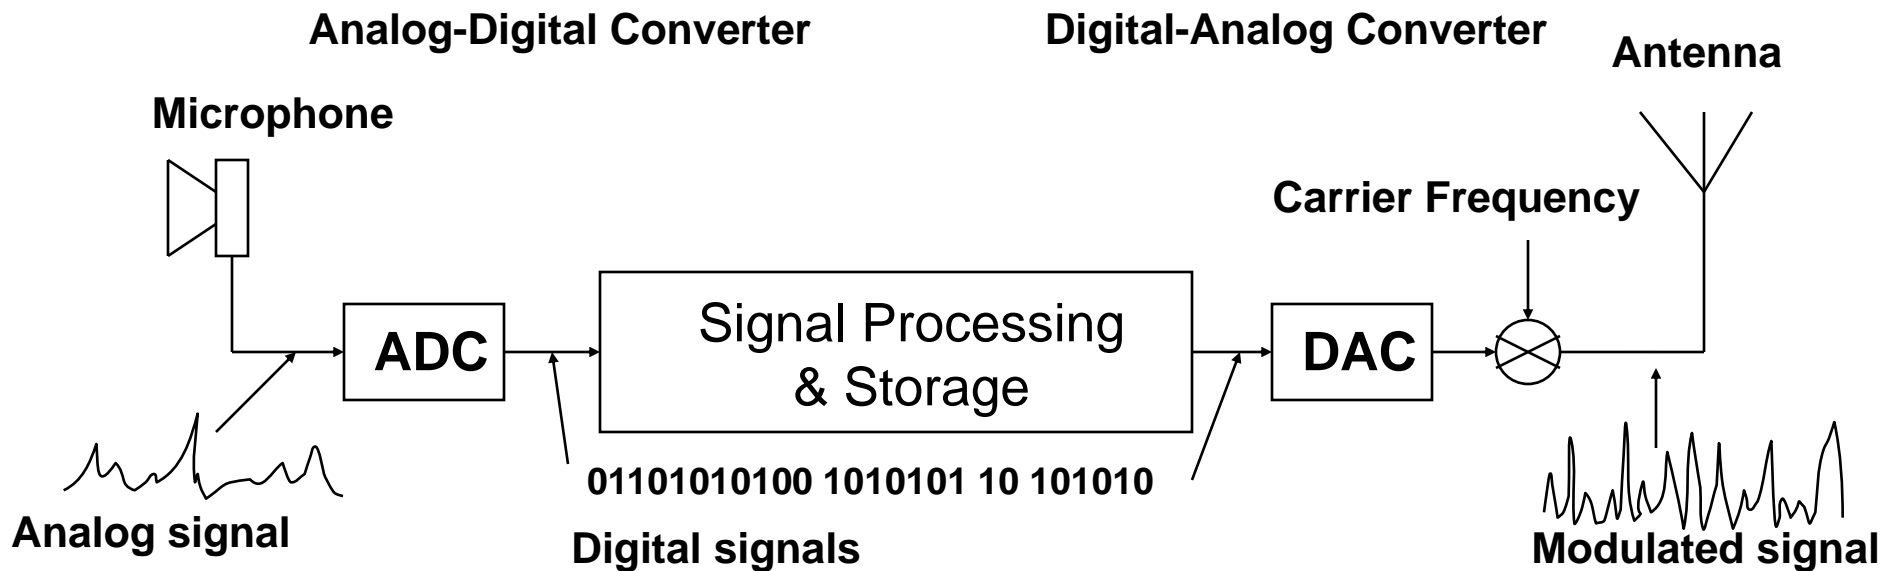 Analog-Digital Converter
Digital-Analog Converter
Antenna
Microphone
Carrier Frequency
ADC
Signal Processing
& Storage
DAC
01101010100 1010101 10 101010
Analog signal
Digital signals
Modulated signal